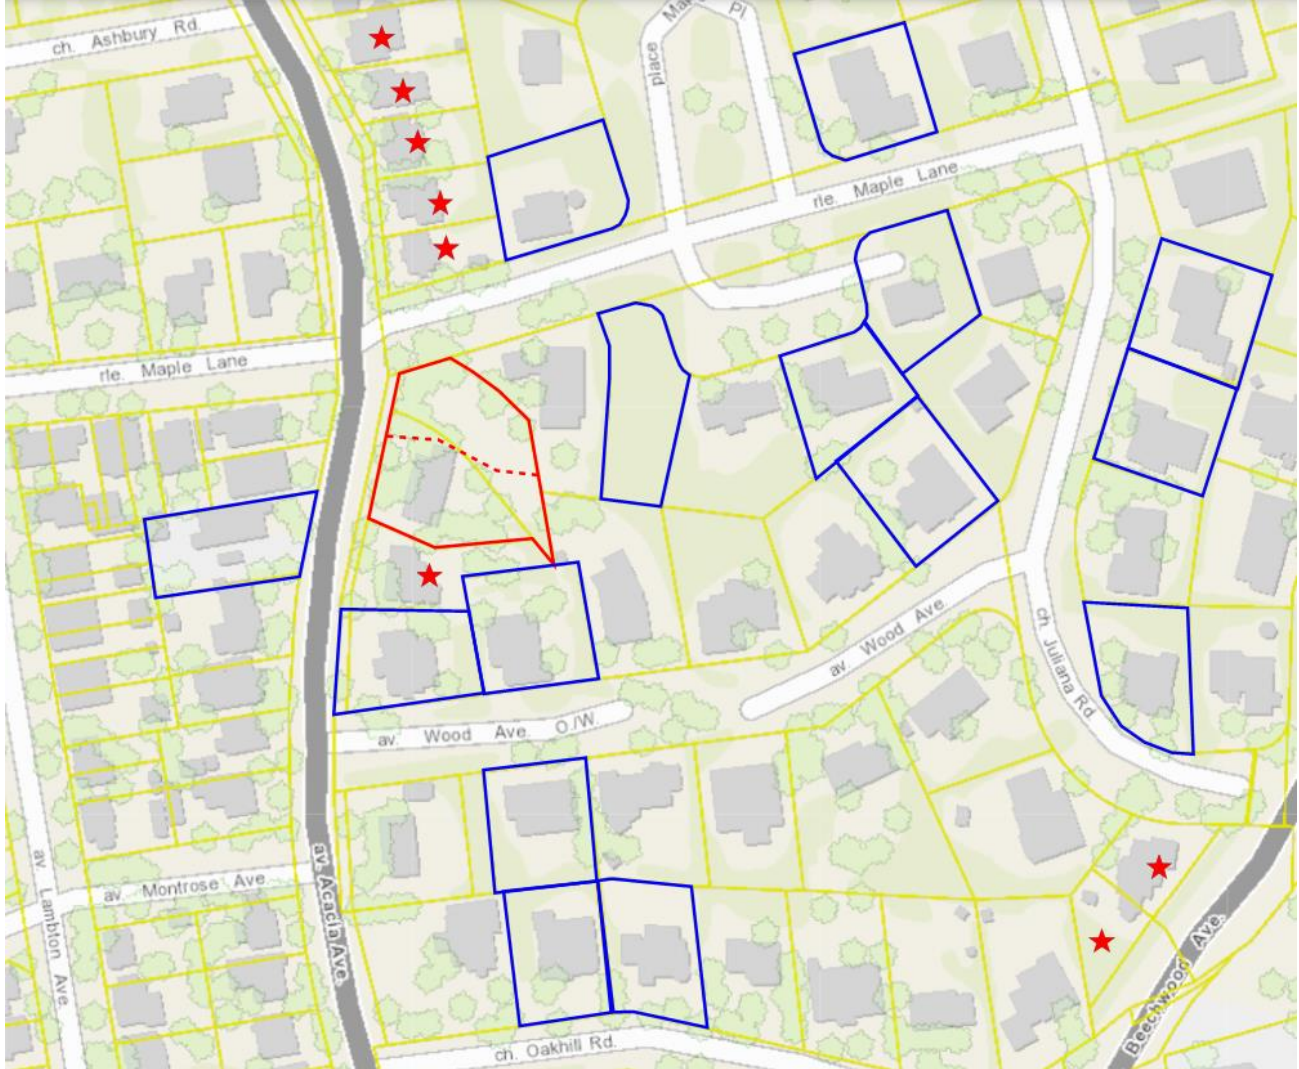 ch. Ashbury Rd.
place
Pl.
rle. Maple Lane
rle. Maple Lane
av. Wood Ave
ch. Juliana Rd
av. Wood Ave. O./W.
av. Lambton Ave.
av. Montrose Ave.
av. Acacia Ave.
Beechwood Ave.
ch. Oakhill Rd.